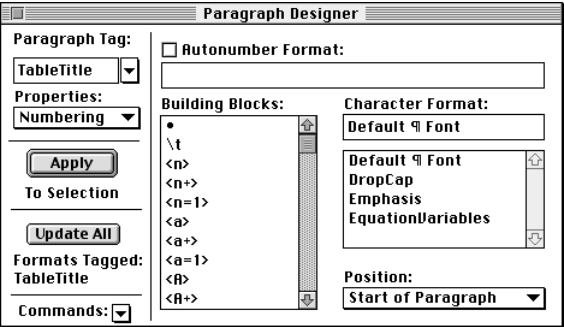 Paragraph Designer
Paragraph Tag:
TableTitle
Properties:
Numbering
Apply
To Selection
Update All
Formats Tagged:
TableTitle
Commands:
Autonumber Format:
Building Blocks:
•
\t
<n>
<n+>
<n=1>
<a>
<a+>
<a=1>
<A>
<A+>
Character Format:
Default ¶ Font
Default ¶ Font
DropCap
Emphasis
EquationVariables
Position:
Start of Paragraph